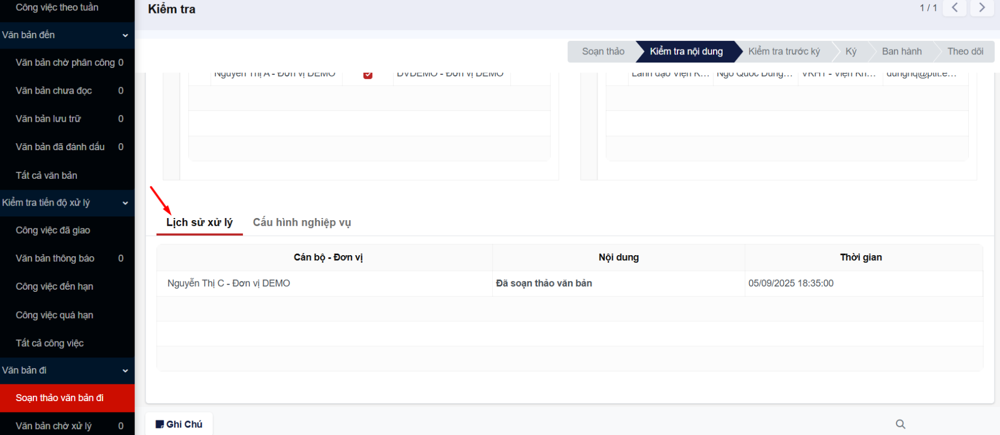 Công việc theo tuần
Văn bản đến
Văn bản chờ phân công 0
Văn bản chưa đọc 0
Văn bản lưu trữ 0
Văn bản đã đánh dấu 0
Tất cả văn bản
Kiểm tra tiến độ xử lý
Công việc đã giao
Văn bản thông báo 0
Công việc đến hạn
Công việc quá hạn
Tất cả công việc
Văn bản đi
Soạn thảo văn bản đi
Văn bản chờ xử lý 0
Kiểm tra
1 / 1
Soạn thảo Kiểm tra nội dung Kiểm tra trước ký Ký Ban hành Theo dõi
Nguyễn Thị A - Đơn vị DEMO DVDEMO - Đơn vị DEMO Lãnh đạo Viện K... Ngô Quốc Dũng... VKHT - Viện Kh... dungnq@ptit.e...
Lịch sử xử lý Cấu hình nghiệp vụ
Cán bộ - Đơn vị Nội dung Thời gian
Nguyễn Thị C - Đơn vị DEMO Đã soạn thảo văn bản 05/09/2025 18:35:00
Ghi Chú